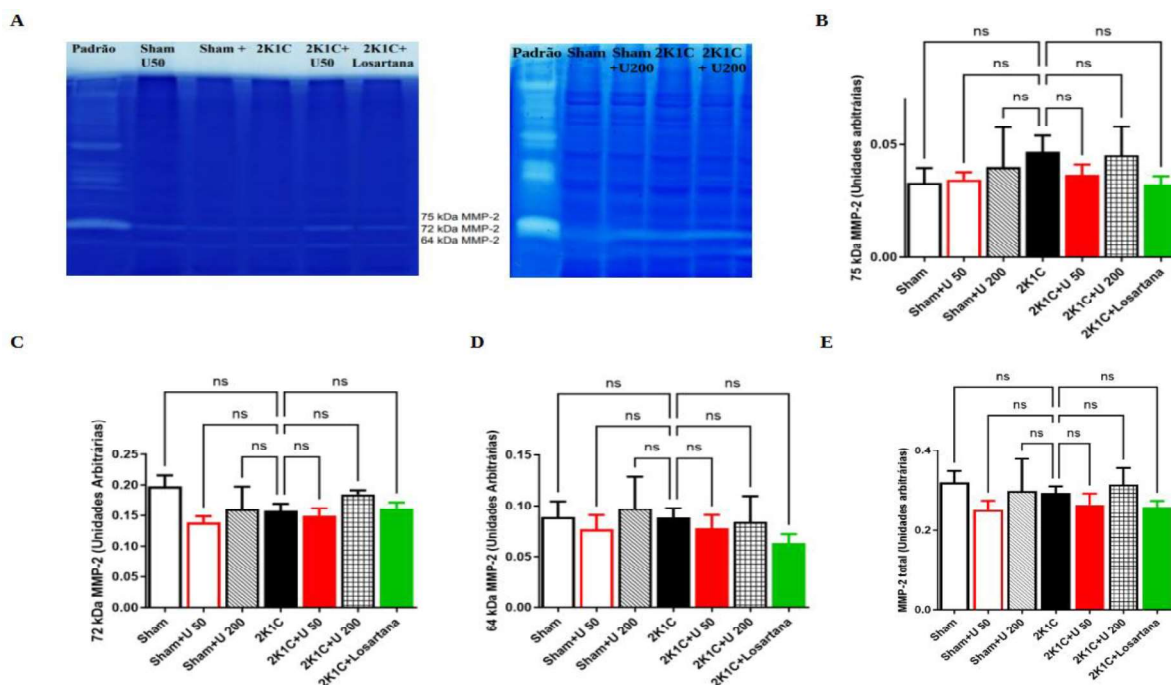 A
Padrão Sham U50 Sham + 2K1C 2K1C+ U50 2K1C+ Losartana
75 kDa MMP-2
72 kDa MMP-2
64 kDa MMP-2
Padrão Sham Sham +U200 2K1C 2K1C + U200
B
ns
ns
ns
ns
ns
ns
75 kDa MMP-2 (Unidades arbitrárias)
0.05
0.00
Sham
Sham+U 50
Sham+U 200
2K1C
2K1C+U 50
2K1C+U 200
2K1C+Losartana
C
ns
ns
ns
ns
ns
ns
72 kDa MMP-2 (Unidades Arbitrárias)
0.25
0.20
0.15
0.10
0.05
0.00
Sham
Sham+U 50
Sham+U 200
2K1C
2K1C+U 50
2K1C+U 200
2K1C+Losartana
D
ns
ns
ns
ns
ns
ns
64 kDa MMP-2 (Unidades Arbitrárias)
0.15
0.10
0.05
0.00
Sham
Sham+U 50
Sham+U 200
2K1C
2K1C+U 50
2K1C+U 200
2K1C+Losartana
E
ns
ns
ns
ns
ns
ns
MMP-2 total (Unidades arbitrárias)
0.4
0.2
0.0
Sham
Sham+U 50
Sham+U 200
2K1C
2K1C+U 50
2K1C+U 200
2K1C+Losartana